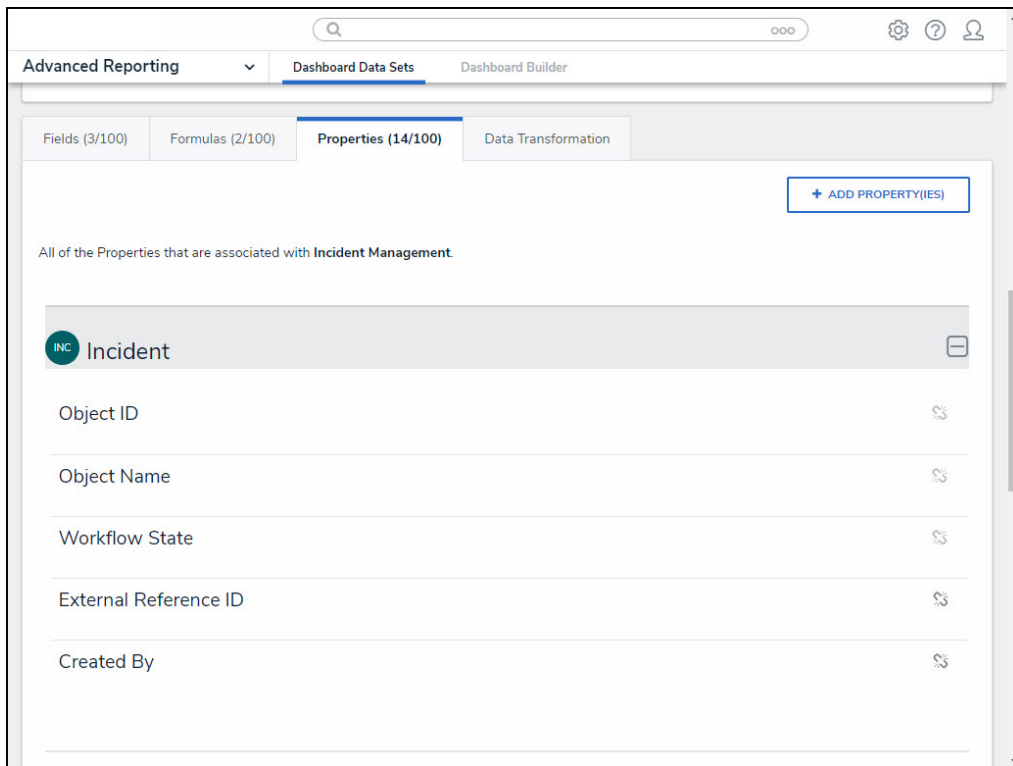 Advanced Reporting
Dashboard Data Sets
Dashboard Builder
Fields (3/100)
Formulas (2/100)
Properties (14/100)
Data Transformation
+ ADD PROPERTY(IES)
All of the Properties that are associated with Incident Management.
INC Incident
Object ID
Object Name
Workflow State
External Reference ID
Created By